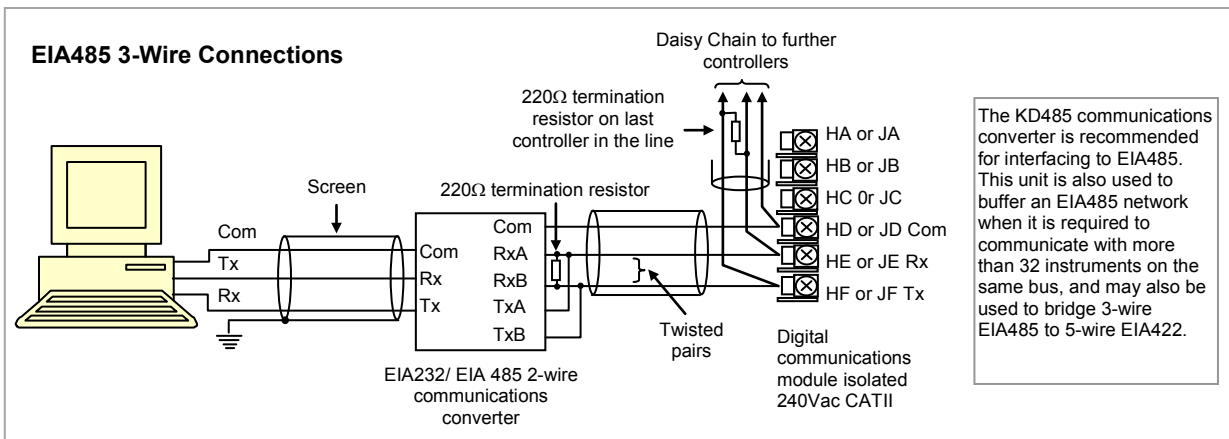 EIA485 3-Wire Connections
Daisy Chain to further
controllers
220Ω termination
resistor on last
controller in the line
HA or JA
HB or JB
HC 0r JC
HD or JD Com
HE or JE Rx
HF or JF Tx
Screen
220Ω termination resistor
Com
Tx
Rx
Com
Rx
Tx
Com
RxA
RxB
TxA
TxB
Twisted
pairs
Digital
communications
module isolated
240Vac CATII
EIA232/ EIA 485 2-wire
communications
converter
The KD485 communications
converter is recommended
for interfacing to EIA485.
This unit is also used to
buffer an EIA485 network
when it is required to
communicate with more
than 32 instruments on the
same bus, and may also be
used to bridge 3-wire
EIA485 to 5-wire EIA422.